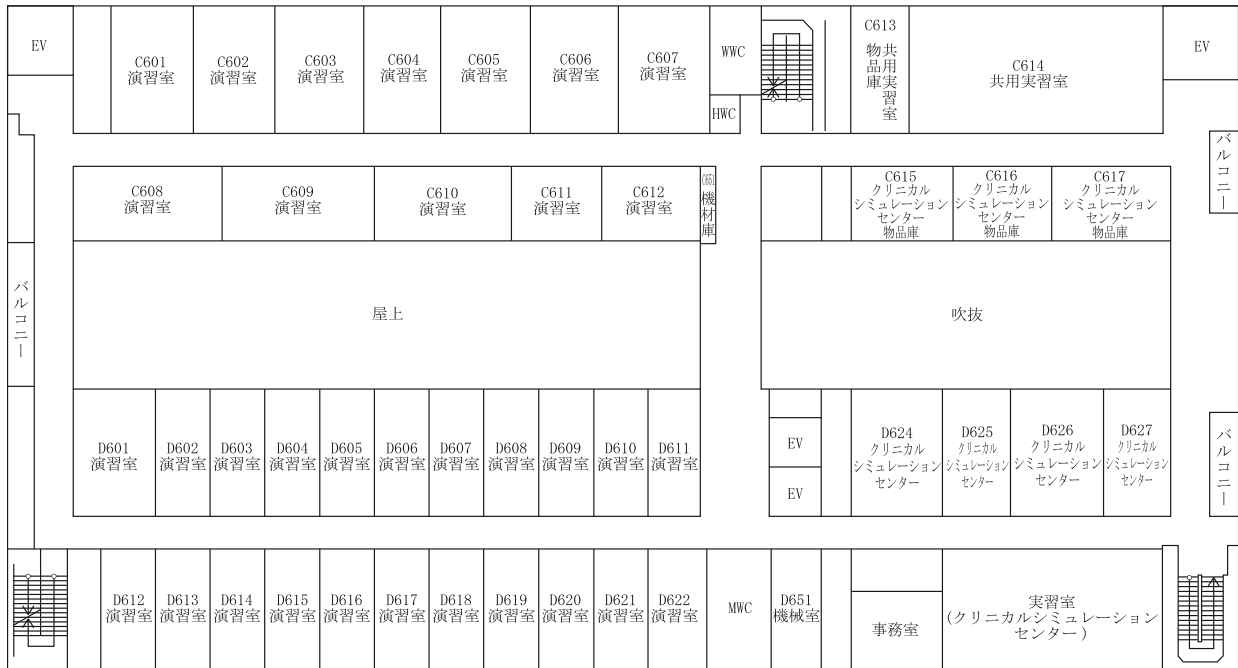 EV
C601
演習室
C602
演習室
C603
演習室
C604
演習室
C605
演習室
C606
演習室
C607
演習室
WWC
HWC
C613
共用実習室
物品庫
C614
共用実習室
EV
バルコニー
C608
演習室
C609
演習室
C610
演習室
C611
演習室
C612
演習室
C651
機材庫
C615
クリニカル
シミュレーション
センター
物品庫
C616
クリニカル
シミュレーション
センター
物品庫
C617
クリニカル
シミュレーション
センター
物品庫
バルコニー
屋上
吹抜
D601
演習室
D602
演習室
D603
演習室
D604
演習室
D605
演習室
D606
演習室
D607
演習室
D608
演習室
D609
演習室
D610
演習室
D611
演習室
EV
EV
D624
クリニカル
シミュレーション
センター
D625
クリニカル
シミュレーション
センター
D626
クリニカル
シミュレーション
センター
D627
クリニカル
シミュレーション
センター
バルコニー
D612
演習室
D613
演習室
D614
演習室
D615
演習室
D616
演習室
D617
演習室
D618
演習室
D619
演習室
D620
演習室
D621
演習室
D622
演習室
MWC
D651
機械室
事務室
実習室
(クリニカルシミュレーション
センター)